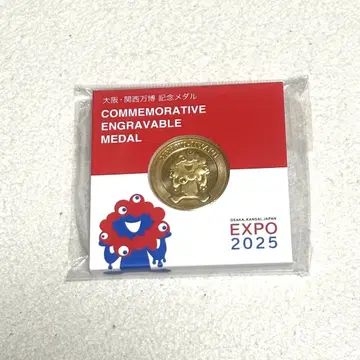 大阪・関西万博 記念メダル
COMMEMORATIVE
ENGRAVABLE
MEDAL
OSAKA, KANSAI, JAPAN
EXPO
2025